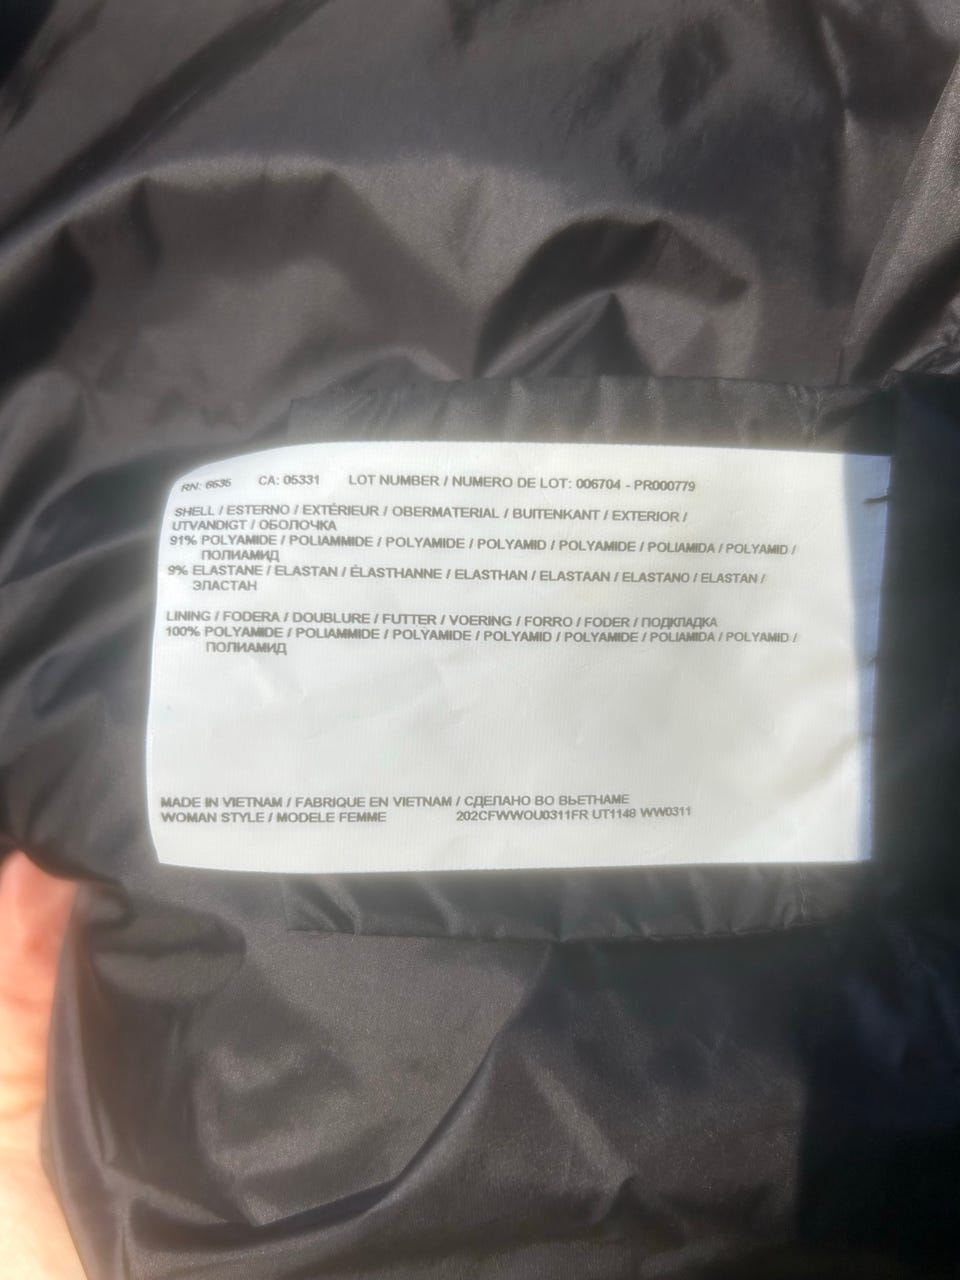 RN: 6635 CA: 05331 LOT NUMBER / NUMERO DE LOT: 006704 - PR000779
SHELL / ESTERNO / EXTÉRIEUR / OBERMATERIAL / BUITENKANT / EXTERIOR /
UTVANDIGT / ОБОЛОЧКА
91% POLYAMIDE / POLIAMMIDE / POLYAMIDE / POLYAMID / POLYAMIDE / POLIAMIDA / POLYAMID /
ПОЛИАМИД
9% ELASTANE / ELASTAN / ÉLASTHANNE / ELASTHAN / ELASTAAN / ELASTANO / ELASTAN /
ЭЛАСТАН
LINING / FODERA / DOUBLURE / FUTTER / VOERING / FORRO / FODER / ПОДКЛАДКА
100% POLYAMIDE / POLIAMMIDE / POLYAMIDE / POLYAMID / POLYAMIDE / POLIAMIDA / POLYAMID /
ПОЛИАМИД
MADE IN VIETNAM / FABRIQUE EN VIETNAM / СДЕЛАНО ВО ВЬЕТНАМЕ
WOMAN STYLE / MODELE FEMME 202CFWWOU0311FR UT1148 WW0311